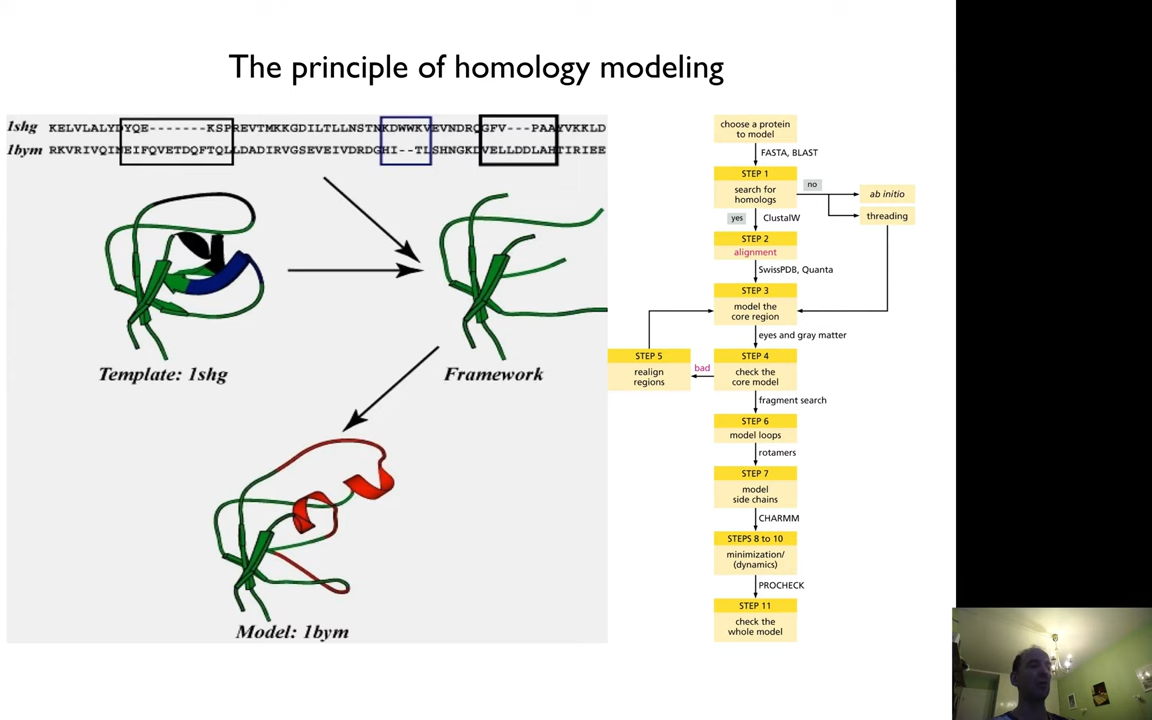 The principle of homology modeling
1shg KELVLALYDYQE-------KSPREVTMKKGDILTLLNSTNKDWWKVEVNDRQGFV---PAAYVKKLD
1bym RKVRIVQINEIFQVETDQFTQLLDADIRVGSEVEIVDRDGHI--TLSHNGKDVELLDDLAHTIRIEE
Template: 1shg
Framework
Model: 1bym
choose a protein
to model
FASTA, BLAST
STEP 1
search for
homologs
no
ab initio
threading
yes
ClustalW
STEP 2
alignment
SwissPDB, Quanta
STEP 3
model the
core region
eyes and gray matter
STEP 5
realign
regions
bad
STEP 4
check the
core model
fragment search
STEP 6
model loops
rotamers
STEP 7
model
side chains
CHARMM
STEPS 8 to 10
minimization/
(dynamics)
PROCHECK
STEP 11
check the
whole model